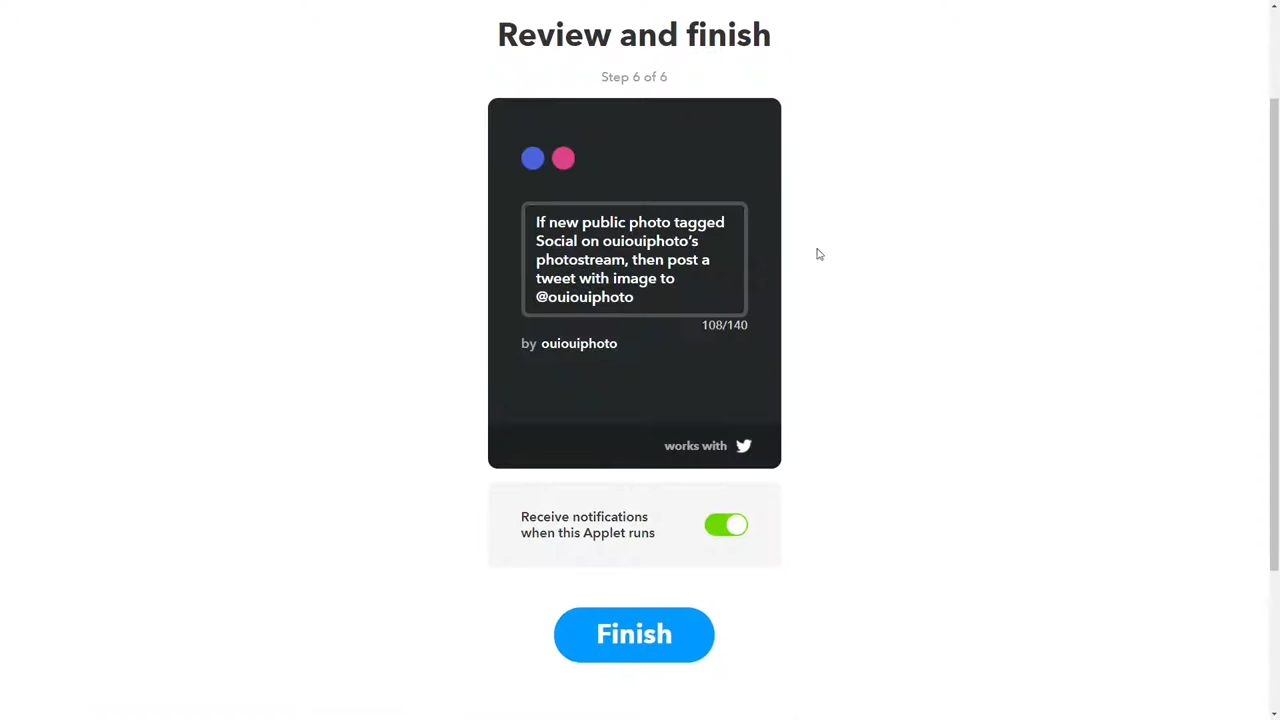 Review and finish
Step 6 of 6
If new public photo tagged
Social on ouiouiphoto’s
photostream, then post a
tweet with image to
@ouiouiphoto
108/140
by ouiouiphoto
works with
Receive notifications
when this Applet runs
Finish